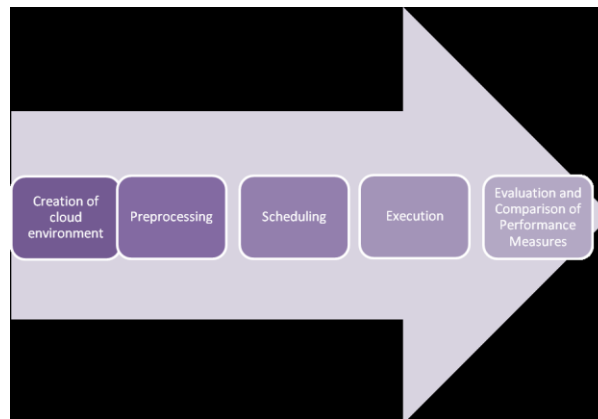 Creation of
cloud
environment
Preprocessing
Scheduling
Execution
Evaluation and
Comparison of
Performance
Measures